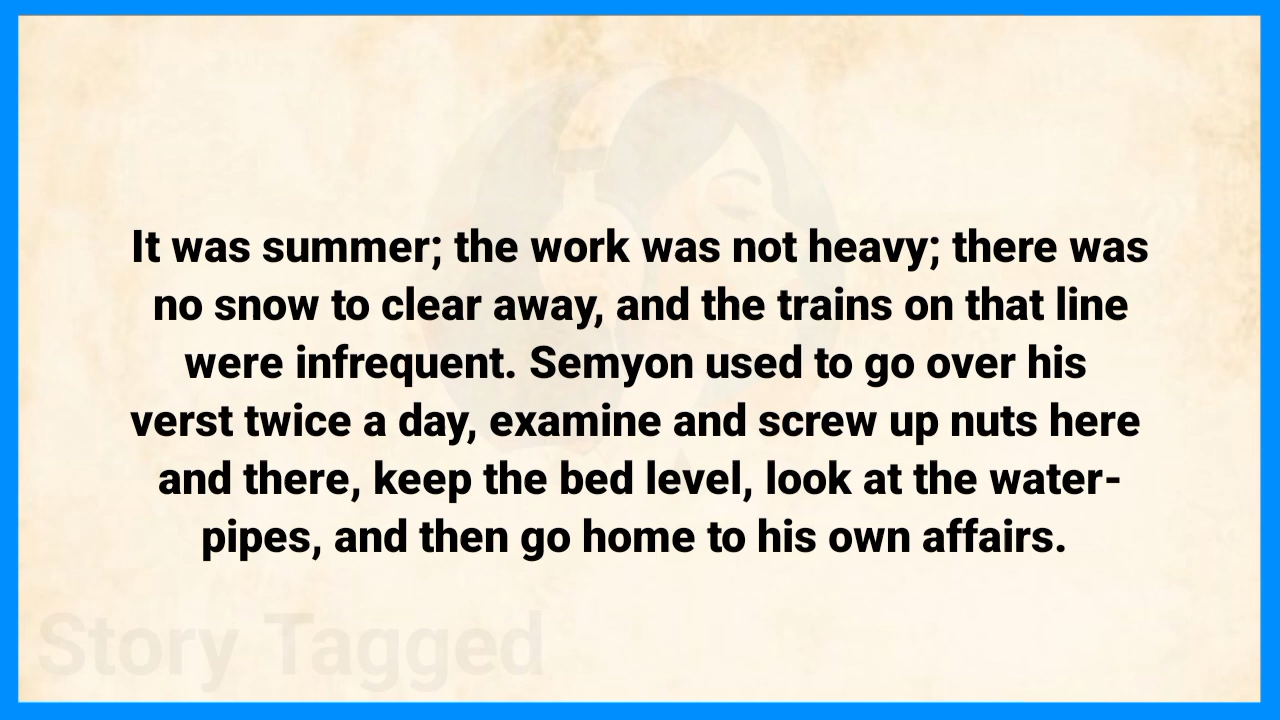 It was summer; the work was not heavy; there was
no snow to clear away, and the trains on that line
were infrequent. Semyon used to go over his
verst twice a day, examine and screw up nuts here
and there, keep the bed level, look at the water-
pipes, and then go home to his own affairs.
Story Tagged